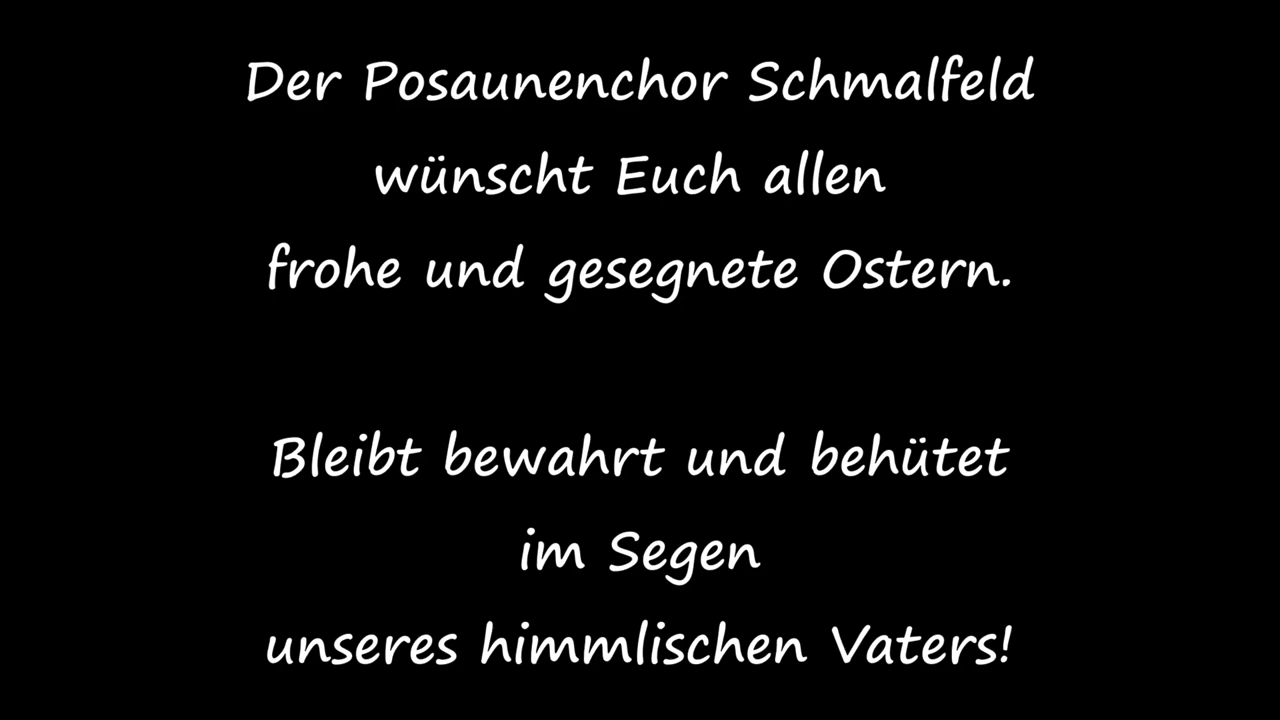 Der Posaunenchor Schmalfeld
wünscht Euch allen
frohe und gesegnete Ostern.
Bleibt bewahrt und behütet
im Segen
unseres himmlischen Vaters!